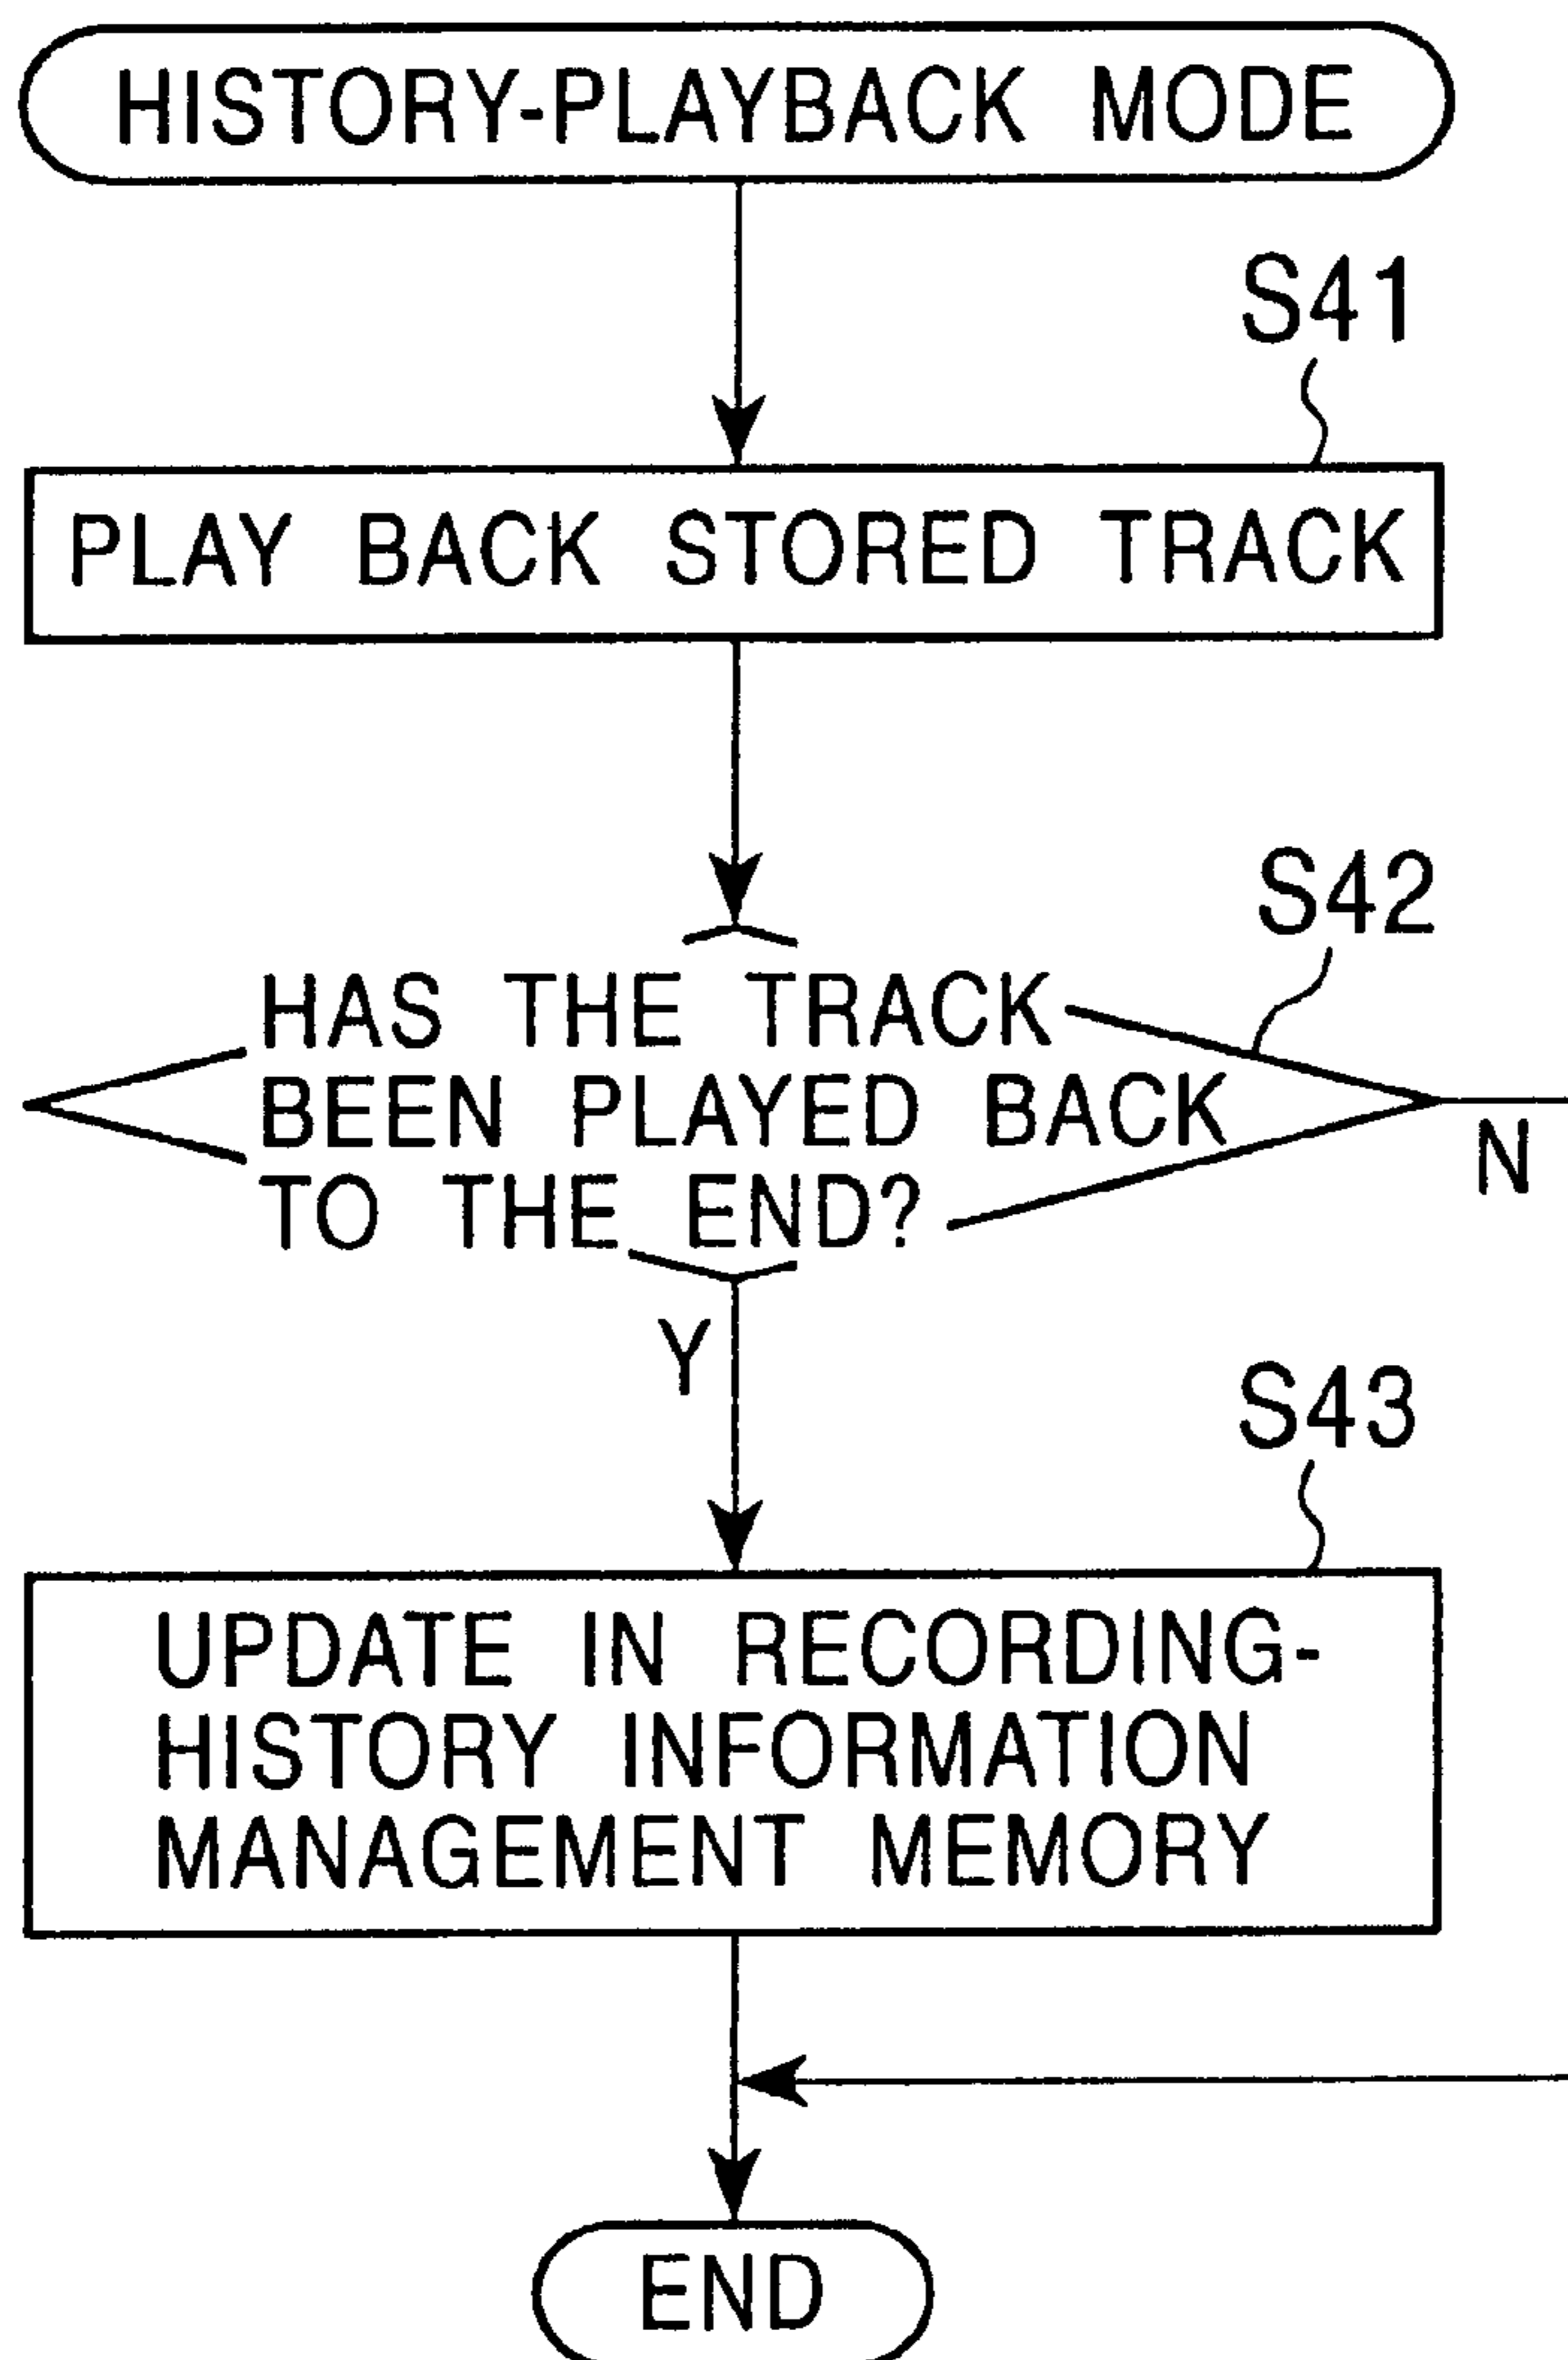 HISTORY-PLAYBACK MODE
S41
PLAY BACK STORED TRACK
S42
HAS THE TRACK
BEEN PLAYED BACK
TO THE END?
N
Y
S43
UPDATE IN RECORDING-
HISTORY INFORMATION
MANAGEMENT MEMORY
END